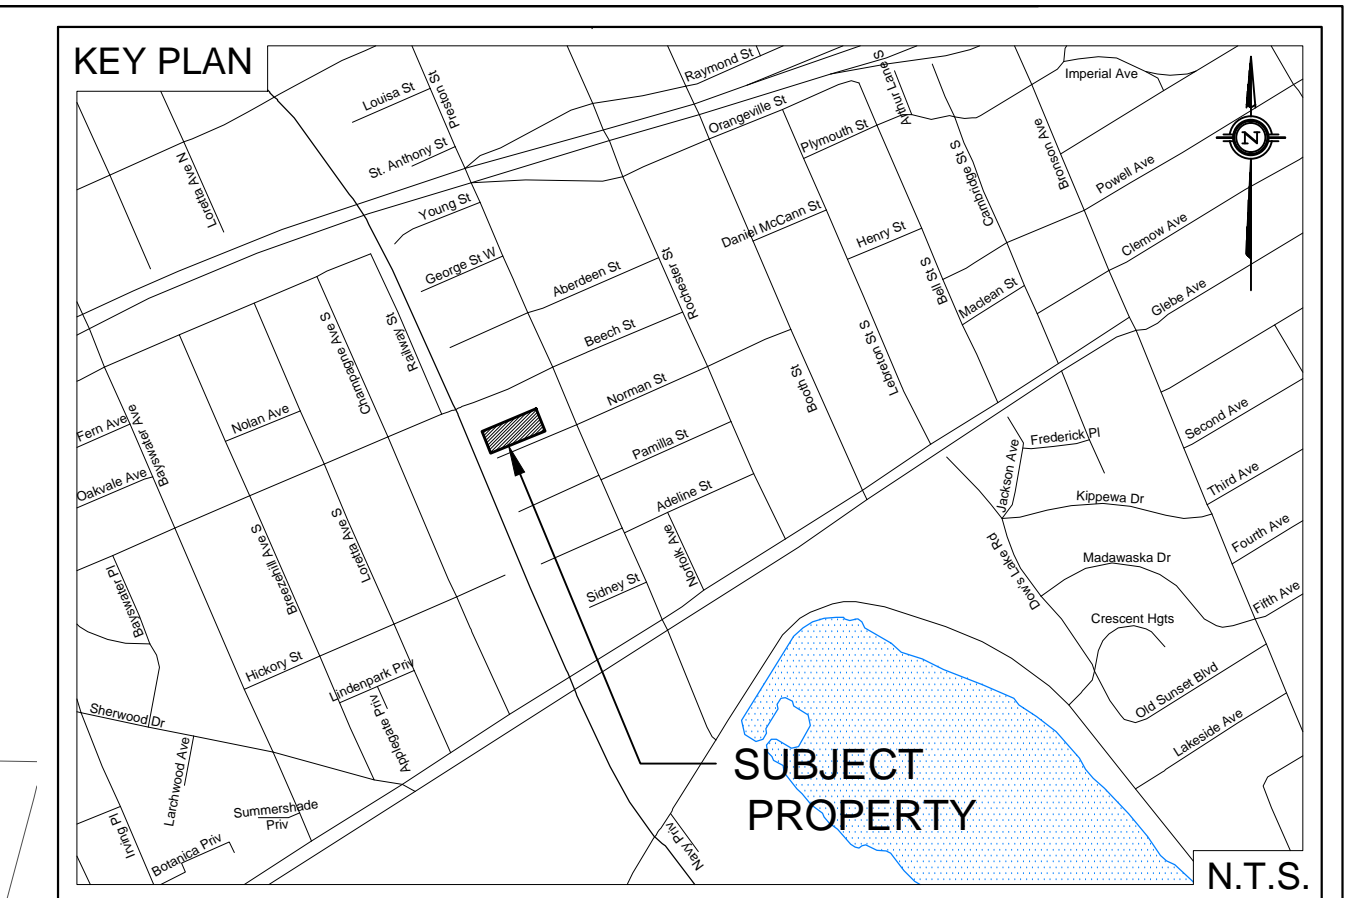 KEY PLAN
Raymond St
Arthur Lane S
Imperial Ave
Louisa St
Preston St
Orangeville St
Plymouth St
Bronson Ave
N
Loretta Ave N
St. Anthony St
Cambridge St S
Powell Ave
Young St
Daniel McCann St
Henry St
Clemow Ave
George St W
Aberdeen St
Rochester St
Bell St S
Maclean St
Glebe Ave
Champagne Ave S
Railway St
Beech St
Lebreton St S
Booth St
Norman St
Fern Ave
Bayswater Ave
Nolan Ave
Second Ave
Pamilla St
Jackson Ave
Frederick Pl
Oakvale Ave
Third Ave
Adeline St
Kippewa Dr
Loretta Ave S
Breezehill Ave S
Norfolk Ave
Fourth Ave
Dow's Lake Rd
Madawaska Dr
Bayswater Pl
Sidney St
Fifth Ave
Crescent Hgts
Hickory St
Lindenpark Priv
Old Sunset Blvd
Applegate Priv
Sherwood Dr
Lakeside Ave
Larchwood Ave
SUBJECT
PROPERTY
Summershade
Priv
Irving Pl
Botanica Priv
Navy Priv
N.T.S.